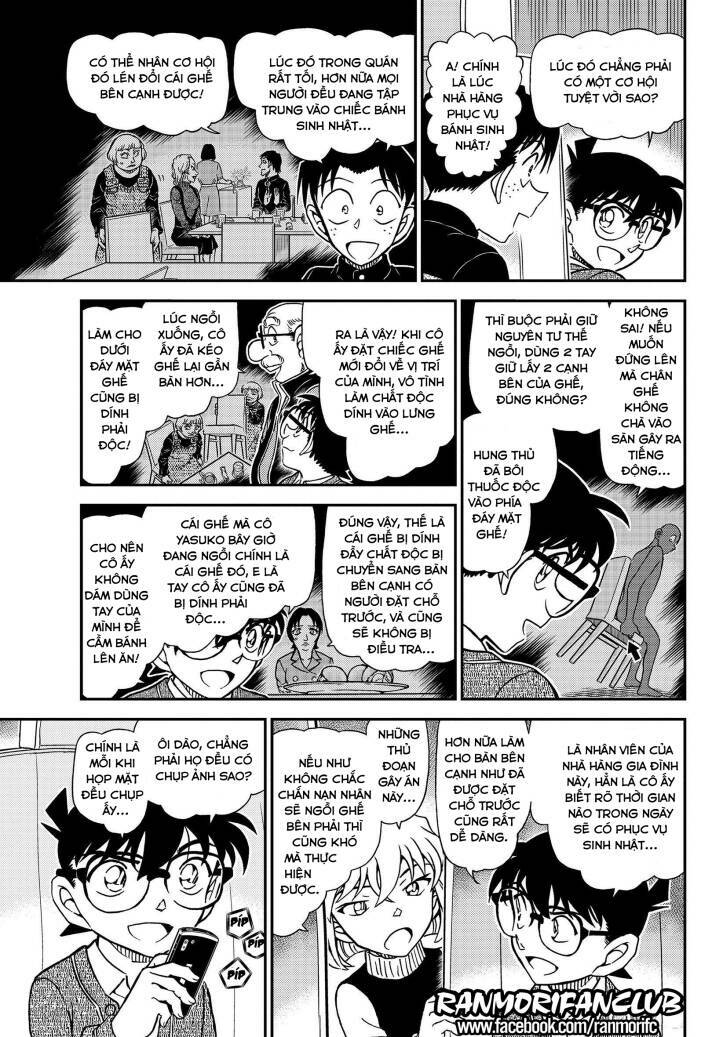 LÚC ĐÓ CHẲNG PHẢI
CÓ MỘT CƠ HỘI
TUYỆT VỜI SAO?
A! CHÍNH
LÀ LÚC
NHÀ HÀNG
PHỤC VỤ
BÁNH SINH
NHẬT!
LÚC ĐÓ TRONG QUÁN
RẤT TỐI, HƠN NỮA MỌI
NGƯỜI ĐỀU ĐANG TẬP
TRUNG VÀO CHIẾC BÁNH
SINH NHẬT...
CÓ THỂ NHÂN CƠ HỘI
ĐÓ LÉN ĐỔI CÁI GHẾ
BÊN CẠNH ĐƯỢC!
KHÔNG
SAI! NẾU
MUỐN
ĐỨNG LÊN
MÀ CHÂN
GHẾ
KHÔNG
CHÀ VÀO
SÀN GÂY RA
TIẾNG
ĐỘNG...
THÌ BUỘC PHẢI GIỮ
NGUYÊN TƯ THẾ
NGỒI, DÙNG 2 TAY
GIỮ LẤY 2 CẠNH
BÊN CỦA GHẾ,
ĐÚNG KHÔNG?
HUNG THỦ
ĐÃ BÔI
THUỐC ĐỘC
VÀO PHÍA
ĐÁY MẶT
GHẾ!
RA LÀ VẬY! KHI CÔ
ẤY ĐẶT CHIẾC GHẾ
MỚI ĐỔI VỀ VỊ TRÍ
CỦA MÌNH, VÔ TÌNH
LÀM CHẤT ĐỘC
DÍNH VÀO LƯNG
GHẾ...
LÚC NGỒI
XUỐNG, CÔ
ẤY ĐÃ KÉO
GHẾ LẠI GẦN
BÀN HƠN...
LÀM CHO
DƯỚI
ĐÁY MẶT
GHẾ
CŨNG BỊ
DÍNH
PHẢI
ĐỘC!
ĐÚNG VẬY, THẾ LÀ
CÁI GHẾ BỊ DÍNH
ĐẦY CHẤT ĐỘC BỊ
CHUYỂN SANG BÀN
BÊN CẠNH CÓ
NGƯỜI ĐẶT CHỖ
TRƯỚC, VÀ CŨNG
SẼ KHÔNG BỊ
ĐIỀU TRA...
CÁI GHẾ MÀ CÔ
YASUKO BÂY GIỜ
ĐANG NGỒI CHÍNH LÀ
CÁI GHẾ ĐÓ, E LÀ
TAY CÔ ẤY CŨNG ĐÃ
BỊ DÍNH PHẢI
ĐỘC...
CHO NÊN
CÔ ẤY
KHÔNG
DÁM DÙNG
TAY CỦA
MÌNH ĐỂ
CẦM BÁNH
LÊN ĂN!
LÀ NHÂN VIÊN CỦA
NHÀ HÀNG GIA ĐÌNH
NÀY, HẲN LÀ CÔ ẤY
BIẾT RÕ THỜI GIAN
NÀO TRONG NGÀY
SẼ CÓ PHỤC VỤ
SINH NHẬT...
HƠN NỮA LÀM
CHO BÀN BÊN
CẠNH NHƯ ĐÃ
ĐƯỢC ĐẶT
CHỖ TRƯỚC
CŨNG RẤT
DỄ DÀNG.
NHỮNG
THỦ
ĐOẠN
GÂY ÁN
NÀY...
NẾU NHƯ
KHÔNG CHẮC
CHẮN NẠN NHÂN
SẼ NGỒI GHẾ
BÊN PHẢI THÌ
CŨNG KHÓ
MÀ THỰC
HIỆN
ĐƯỢC.
ÔI DÀO, CHẲNG
PHẢI HỌ ĐỀU CÓ
CHỤP ẢNH SAO?
CHÍNH LÀ
MỖI KHI
HỌP MẶT
ĐỀU CHỤP
ẤY...
PÍP
PÍP
PÍP
RANMORIFANCLUB
www.facebook.com/ranmorifc